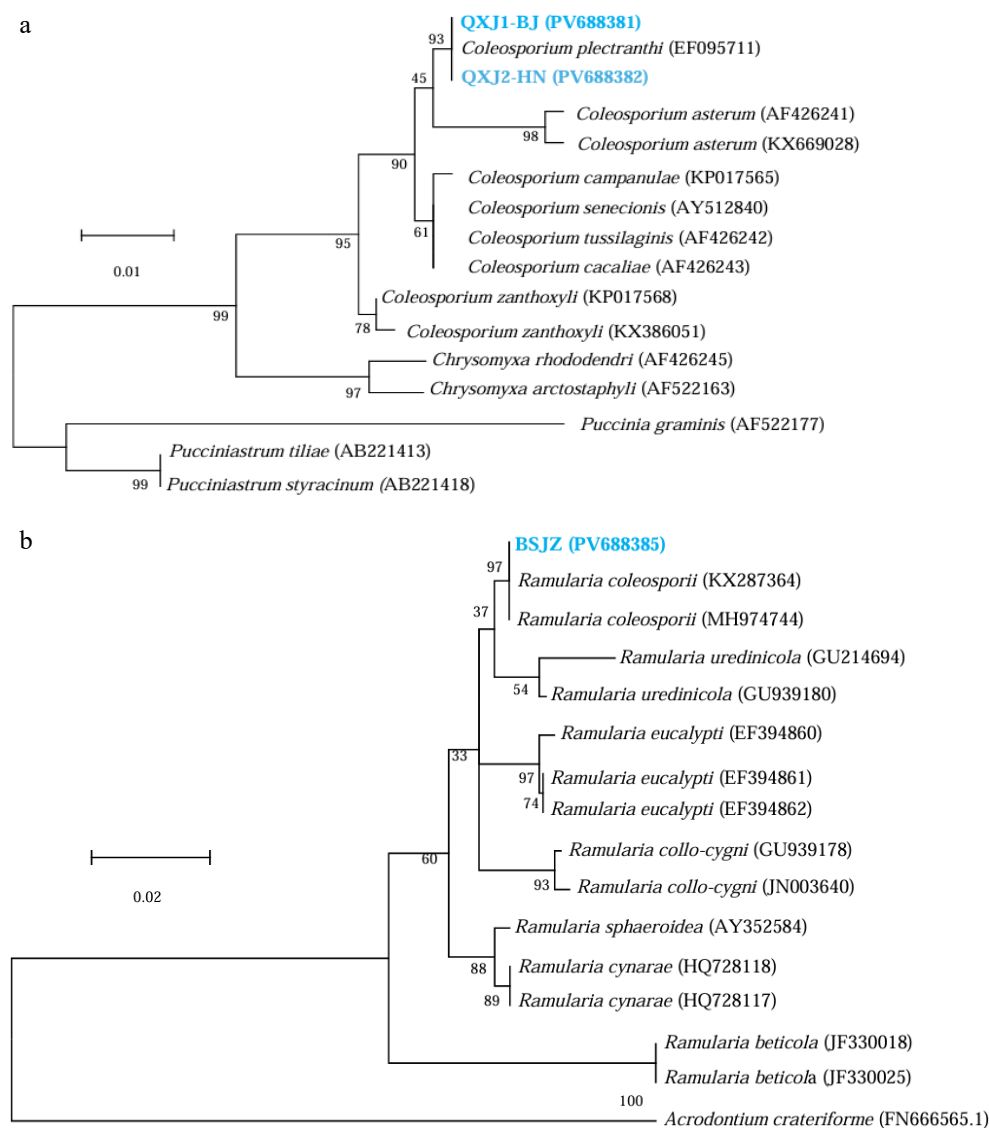 a
QXJ1-BJ (PV688381)
93
Coleosporium plectranthi (EF095711)
45
QXJ2-HN (PV688382)
Coleosporium asterum (AF426241)
98
90
Coleosporium asterum (KX669028)
Coleosporium campanulae (KP017565)
Coleosporium senecionis (AY512840)
61
95
Coleosporium tussilaginis (AF426242)
0.01
Coleosporium cacaliae (AF426243)
Coleosporium zanthoxyli (KP017568)
99
78
Coleosporium zanthoxyli (KX386051)
Chrysomyxa rhododendri (AF426245)
97
Chrysomyxa arctostaphyli (AF522163)
Puccinia graminis (AF522177)
Pucciniastrum tiliae (AB221413)
99
Pucciniastrum styracinum (AB221418)
b
BSJZ (PV688385)
97
Ramularia coleosporii (KX287364)
37
Ramularia coleosporii (MH974744)
Ramularia uredinicola (GU214694)
54
Ramularia uredinicola (GU939180)
Ramularia eucalypti (EF394860)
33
97
Ramularia eucalypti (EF394861)
74
Ramularia eucalypti (EF394862)
Ramularia collo-cygni (GU939178)
60
93
Ramularia collo-cygni (JN003640)
0.02
Ramularia sphaeroidea (AY352584)
88
Ramularia cynarae (HQ728118)
89
Ramularia cynarae (HQ728117)
Ramularia beticola (JF330018)
Ramularia beticola (JF330025)
100
Acrodontium crateriforme (FN666565.1)